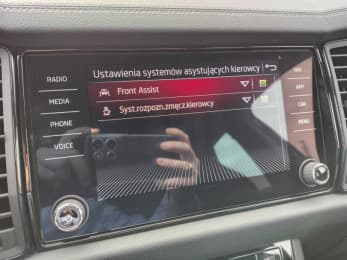 Ustawienia systemów asystujących kierowcy
RADIO
MEDIA
PHONE
VOICE
Front Assist
Syst.rozpozn.zmęcz.kierowcy
APP
CAR
MENU